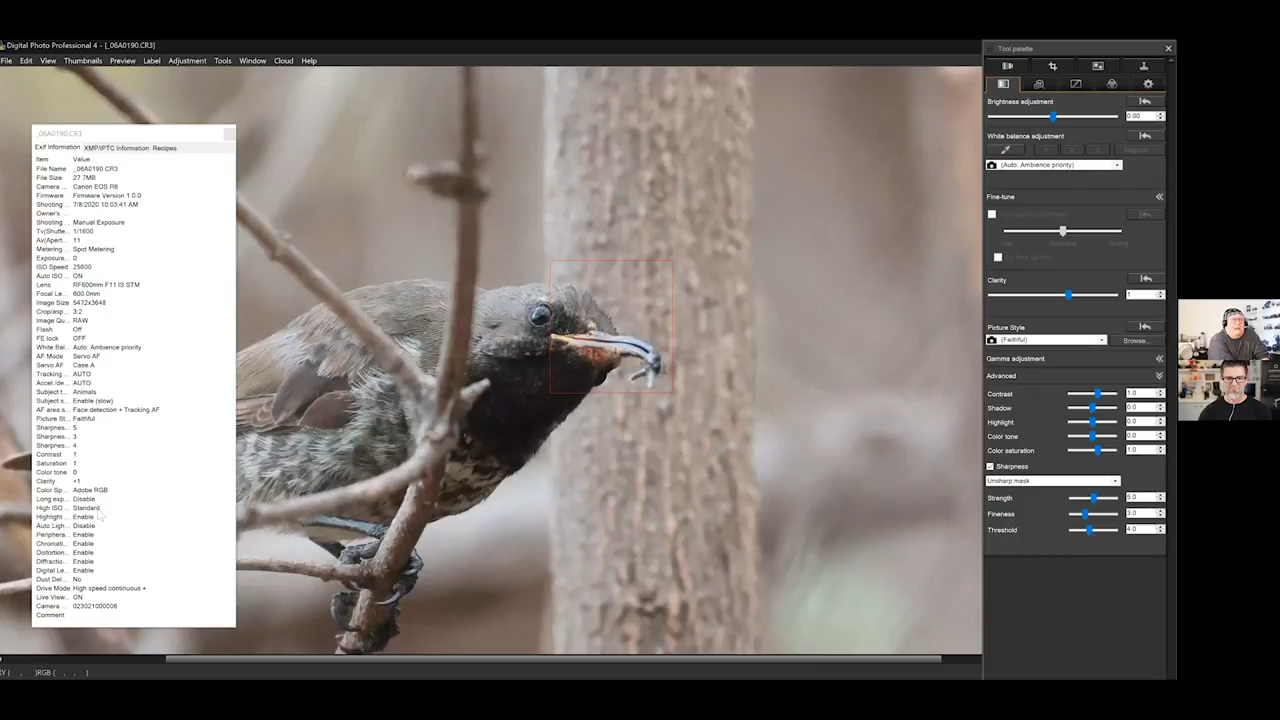 Digital Photo Professional 4 - [_06A0190.CR3]
File Edit View Thumbnails Preview Label Adjustment Tools Window Cloud Help
_06A0190.CR3
Exif Information XMP/IPTC Information Recipes
Item Value
File Name _06A0190.CR3
File Size 27.7MB
Camera ... Canon EOS R6
Firmware Firmware Version 1.0.0
Shooting ... 7/8/2020 10:03:41 AM
Owner's ...
Shooting ... Manual Exposure
Tv(Shutte... 1/1600
Av(Apert... 11
Metering ... Spot Metering
Exposure... 0
ISO Speed 25600
Auto ISO ... ON
Lens RF600mm F11 IS STM
Focal Le... 600.0mm
Image Size 5472x3648
Crop/asp... 3:2
Image Qu... RAW
Flash Off
FE lock OFF
White Bal... Auto: Ambience priority
AF Mode Servo AF
Servo AF Case A
Tracking ... AUTO
Accel./de... AUTO
Subject t... Animals
Subject s... Enable (slow)
AF area s... Face detection + Tracking AF
Picture St... Faithful
Sharpnes... 5
Sharpnes... 3
Sharpnes... 4
Contrast 1
Saturation 1
Color tone 0
Clarity +1
Color Sp... Adobe RGB
Long exp... Disable
High ISO ... Standard
Highlight ... Enable
Auto Ligh... Disable
Periphera... Enable
Chromati... Enable
Distortion... Enable
Diffractio... Enable
Digital Le... Enable
Dust Del... No
Drive Mode High speed continuous +
Live View... ON
Camera ... 023021000006
Comment
XY ( , )RGB ( , , )
Tool palette
Brightness adjustment
0.00
White balance adjustment
(Auto: Ambience priority)
Fine-tune
Clarity
1
Picture Style
(Faithful) Browse...
Gamma adjustment
Advanced
Contrast 1.0
Shadow 0.0
Highlight 0.0
Color tone 0.0
Color saturation 1.0
Sharpness
Unsharp mask
Strength 5.0
Fineness 3.0
Threshold 4.0